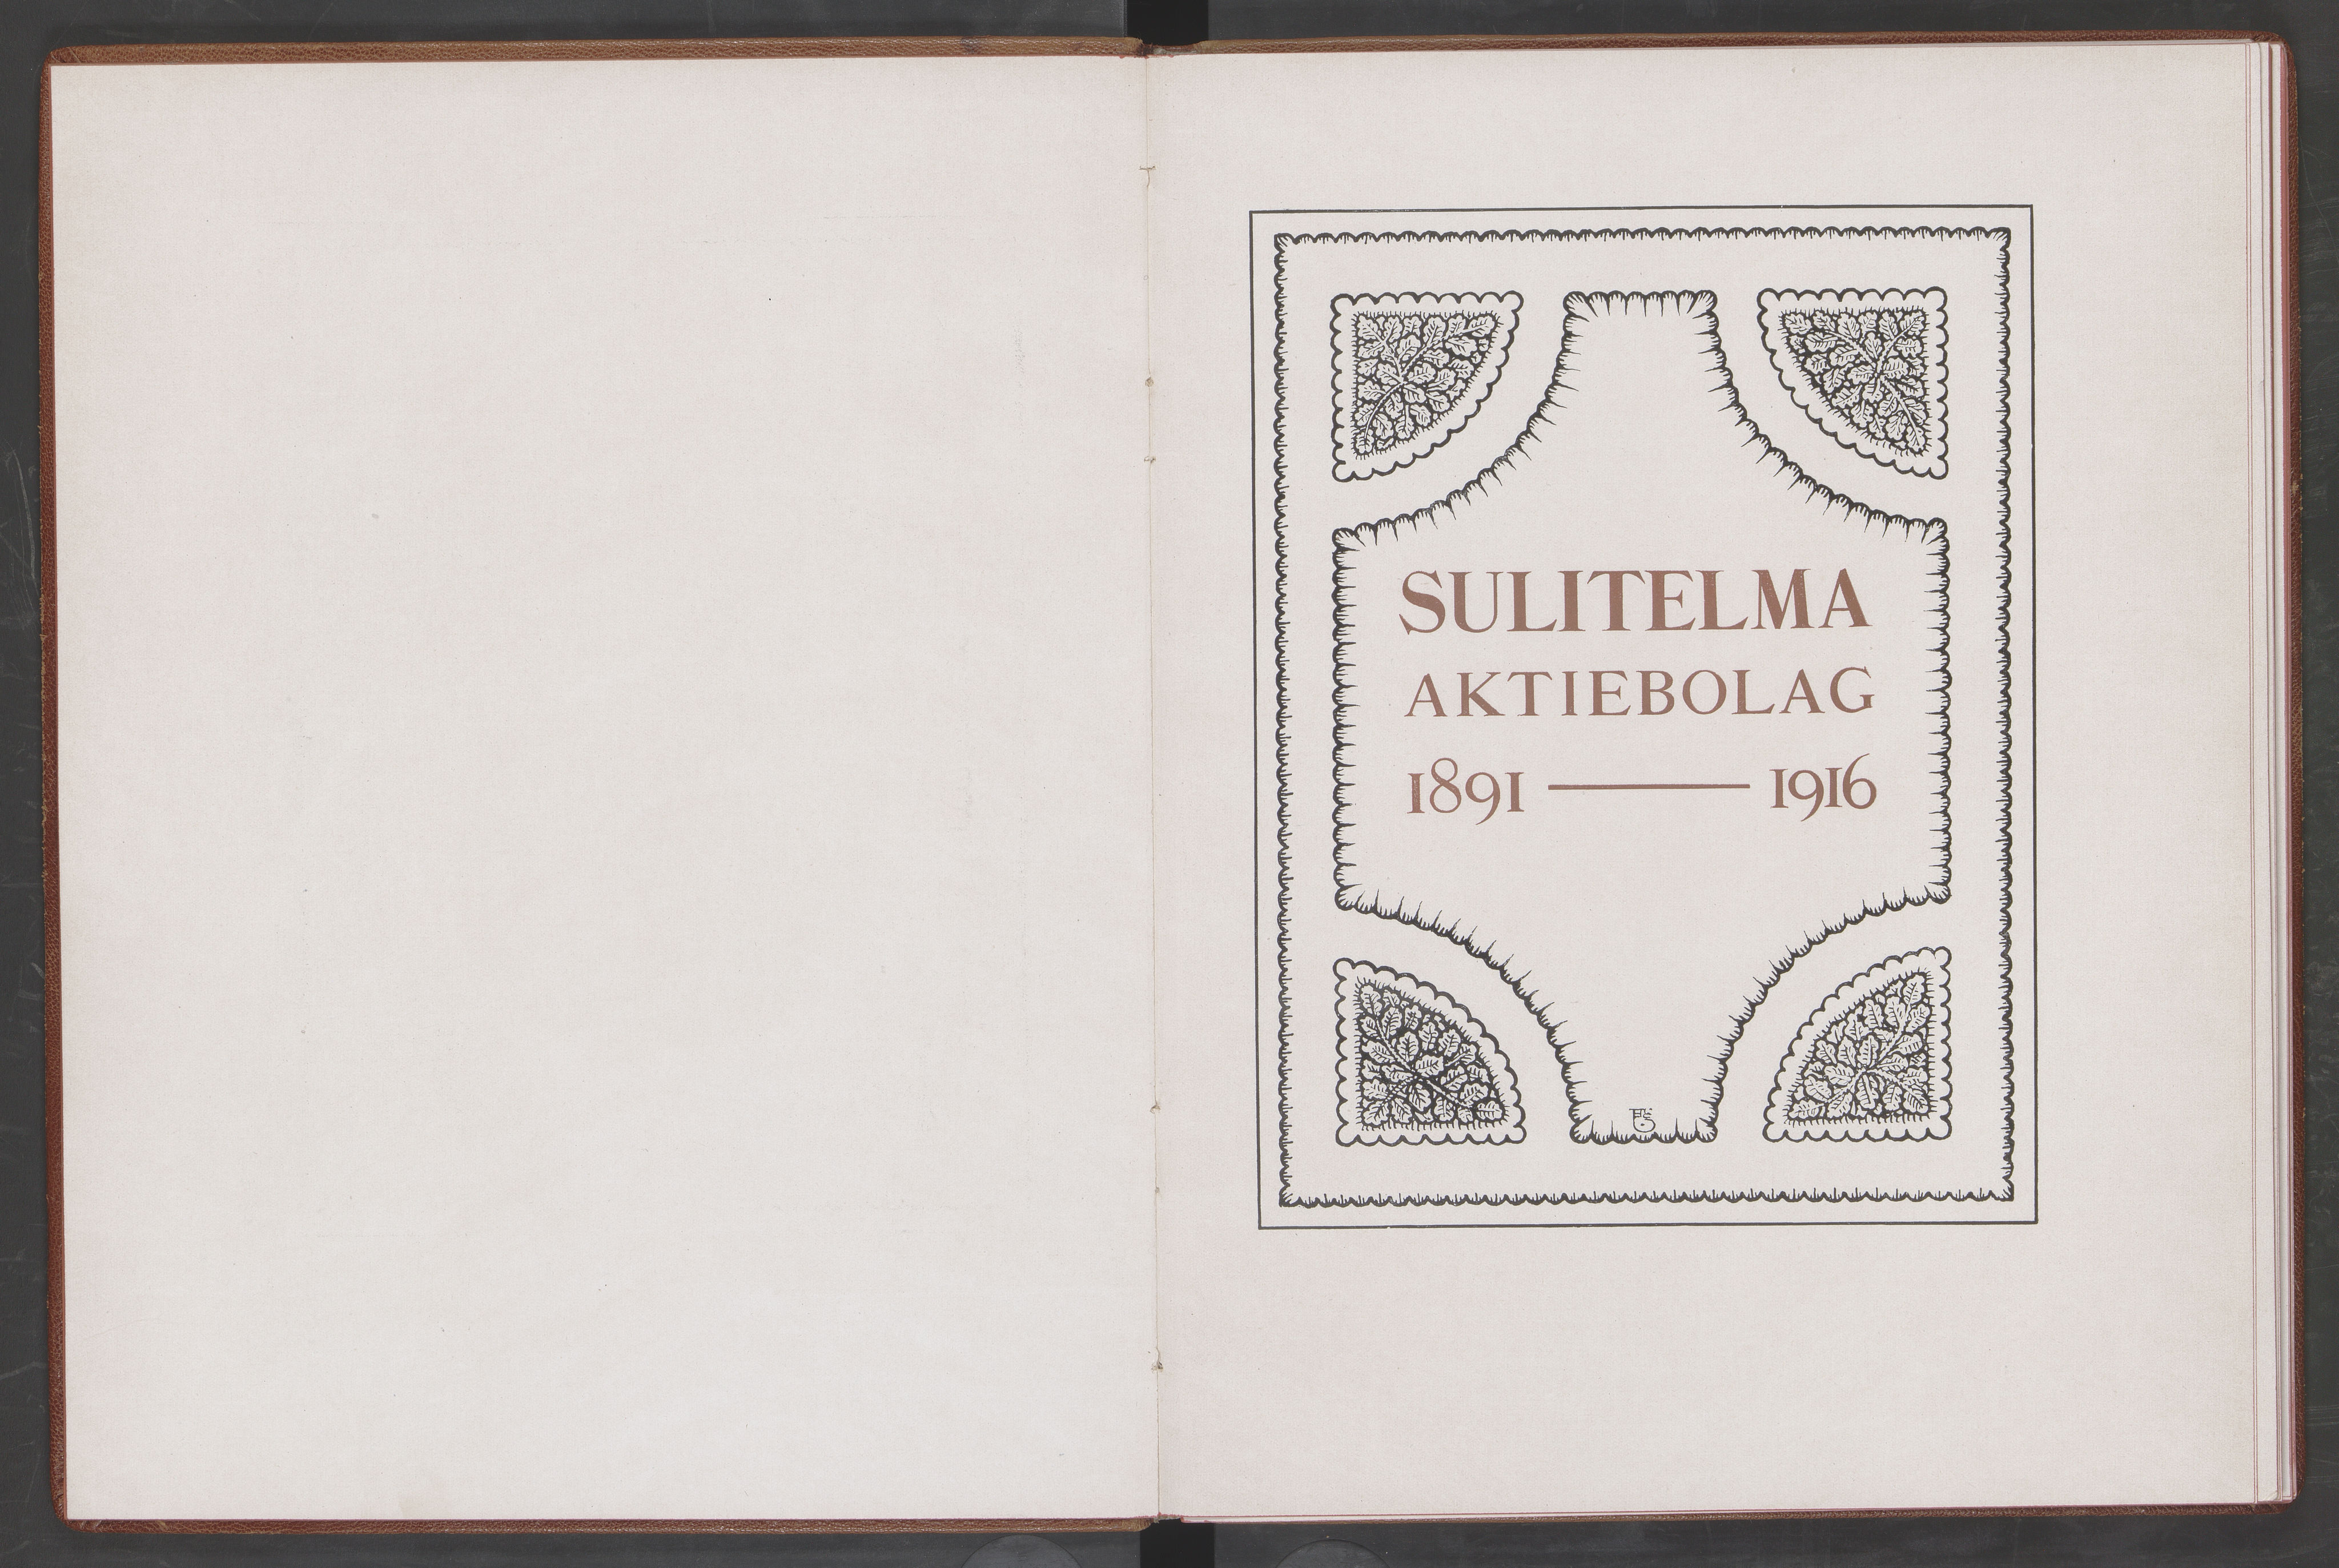 SULITELMA
AKTIEBOLAG
1891 — 1916